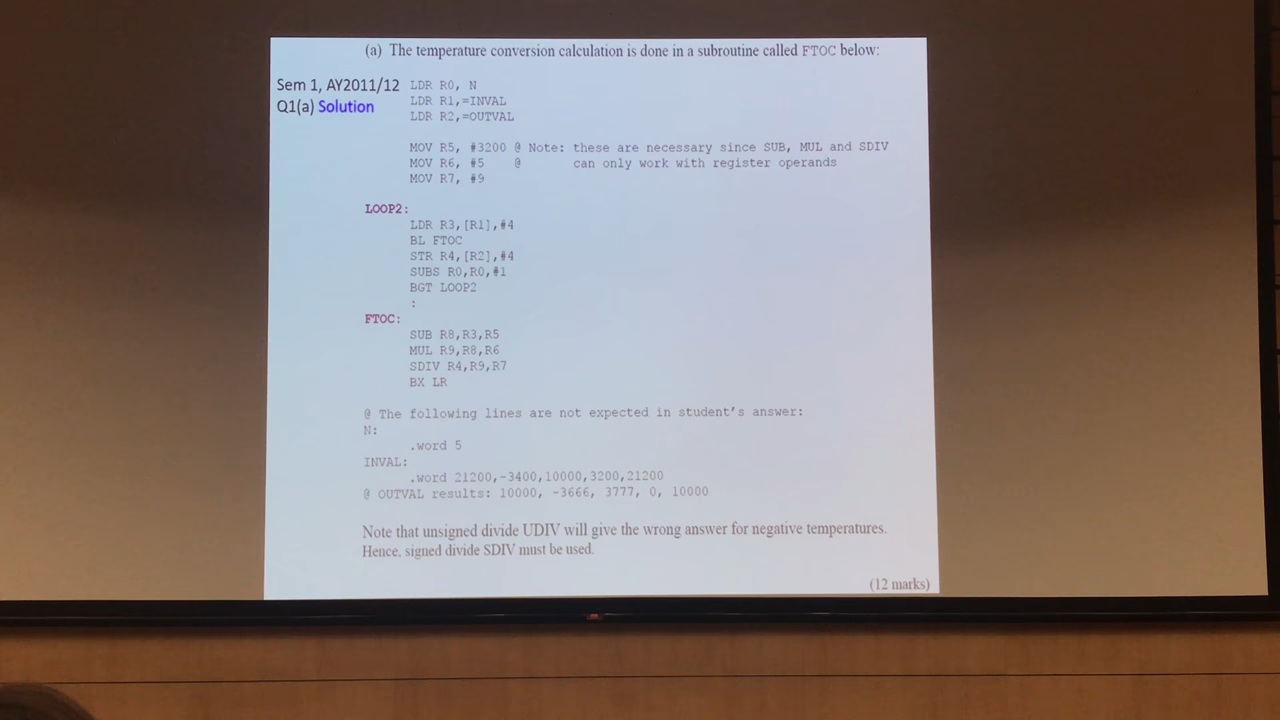 (a) The temperature conversion calculation is done in a subroutine called FTOC below:
Sem 1, AY2011/12
Q1(a) Solution
LDR R0, N
LDR R1,=INVAL
LDR R2,=OUTVAL
MOV R5, #3200 @ Note: these are necessary since SUB, MUL and SDIV
MOV R6, #5 @ can only work with register operands
MOV R7, #9
LOOP2:
LDR R3,[R1],#4
BL FTOC
STR R4,[R2],#4
SUBS R0,R0,#1
BGT LOOP2
:
FTOC:
SUB R8,R3,R5
MUL R9,R8,R6
SDIV R4,R9,R7
BX LR
@ The following lines are not expected in student's answer:
N:
.word 5
INVAL:
.word 21200,-3400,10000,3200,21200
@ OUTVAL results: 10000, -3666, 3777, 0, 10000
Note that unsigned divide UDIV will give the wrong answer for negative temperatures.
Hence, signed divide SDIV must be used.
(12 marks)